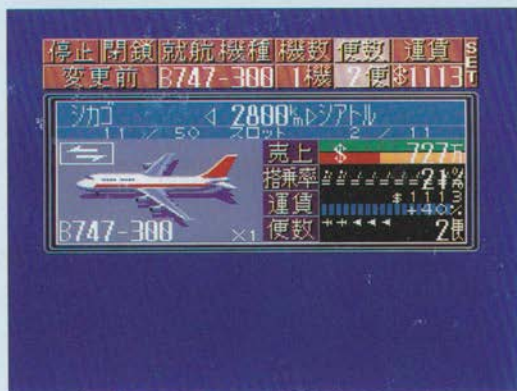 停止 閉鎖 就航 機種 機数 便数 運賃 SET
変更前 B747-300 1機 2便 $1113
シカゴ ◁ 2800km ▷ シアトル
11 / 50 スロット 2 / 11
売上 $ 727万
搭乗率 21%
運賃 $1113
+40%
B747-300 ×1 便数 2便